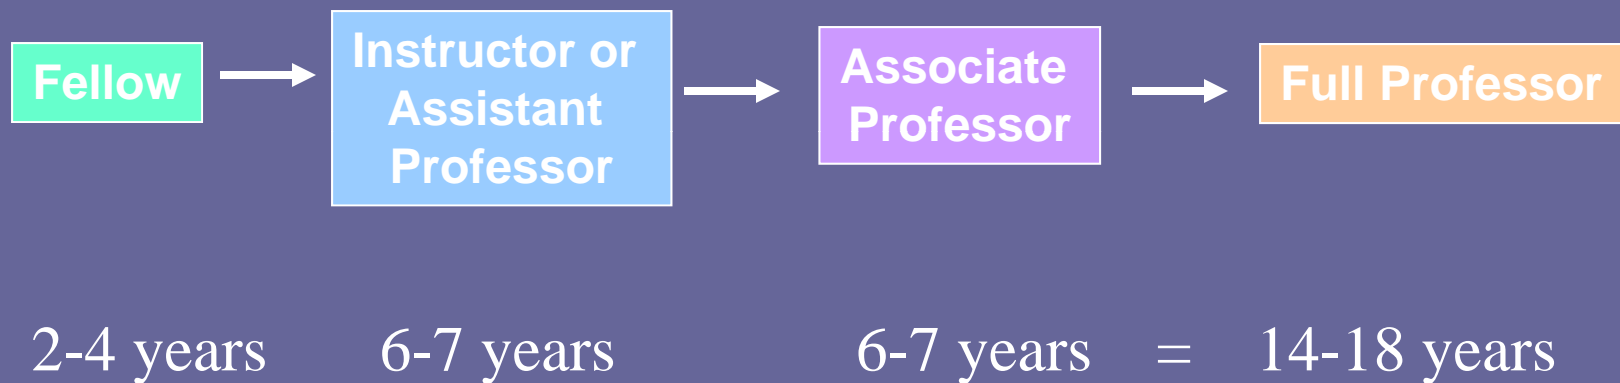 Fellow
Instructor or
Assistant
Professor
Associate
Professor
Full Professor
2-4 years
6-7 years
6-7 years
=
14-18 years